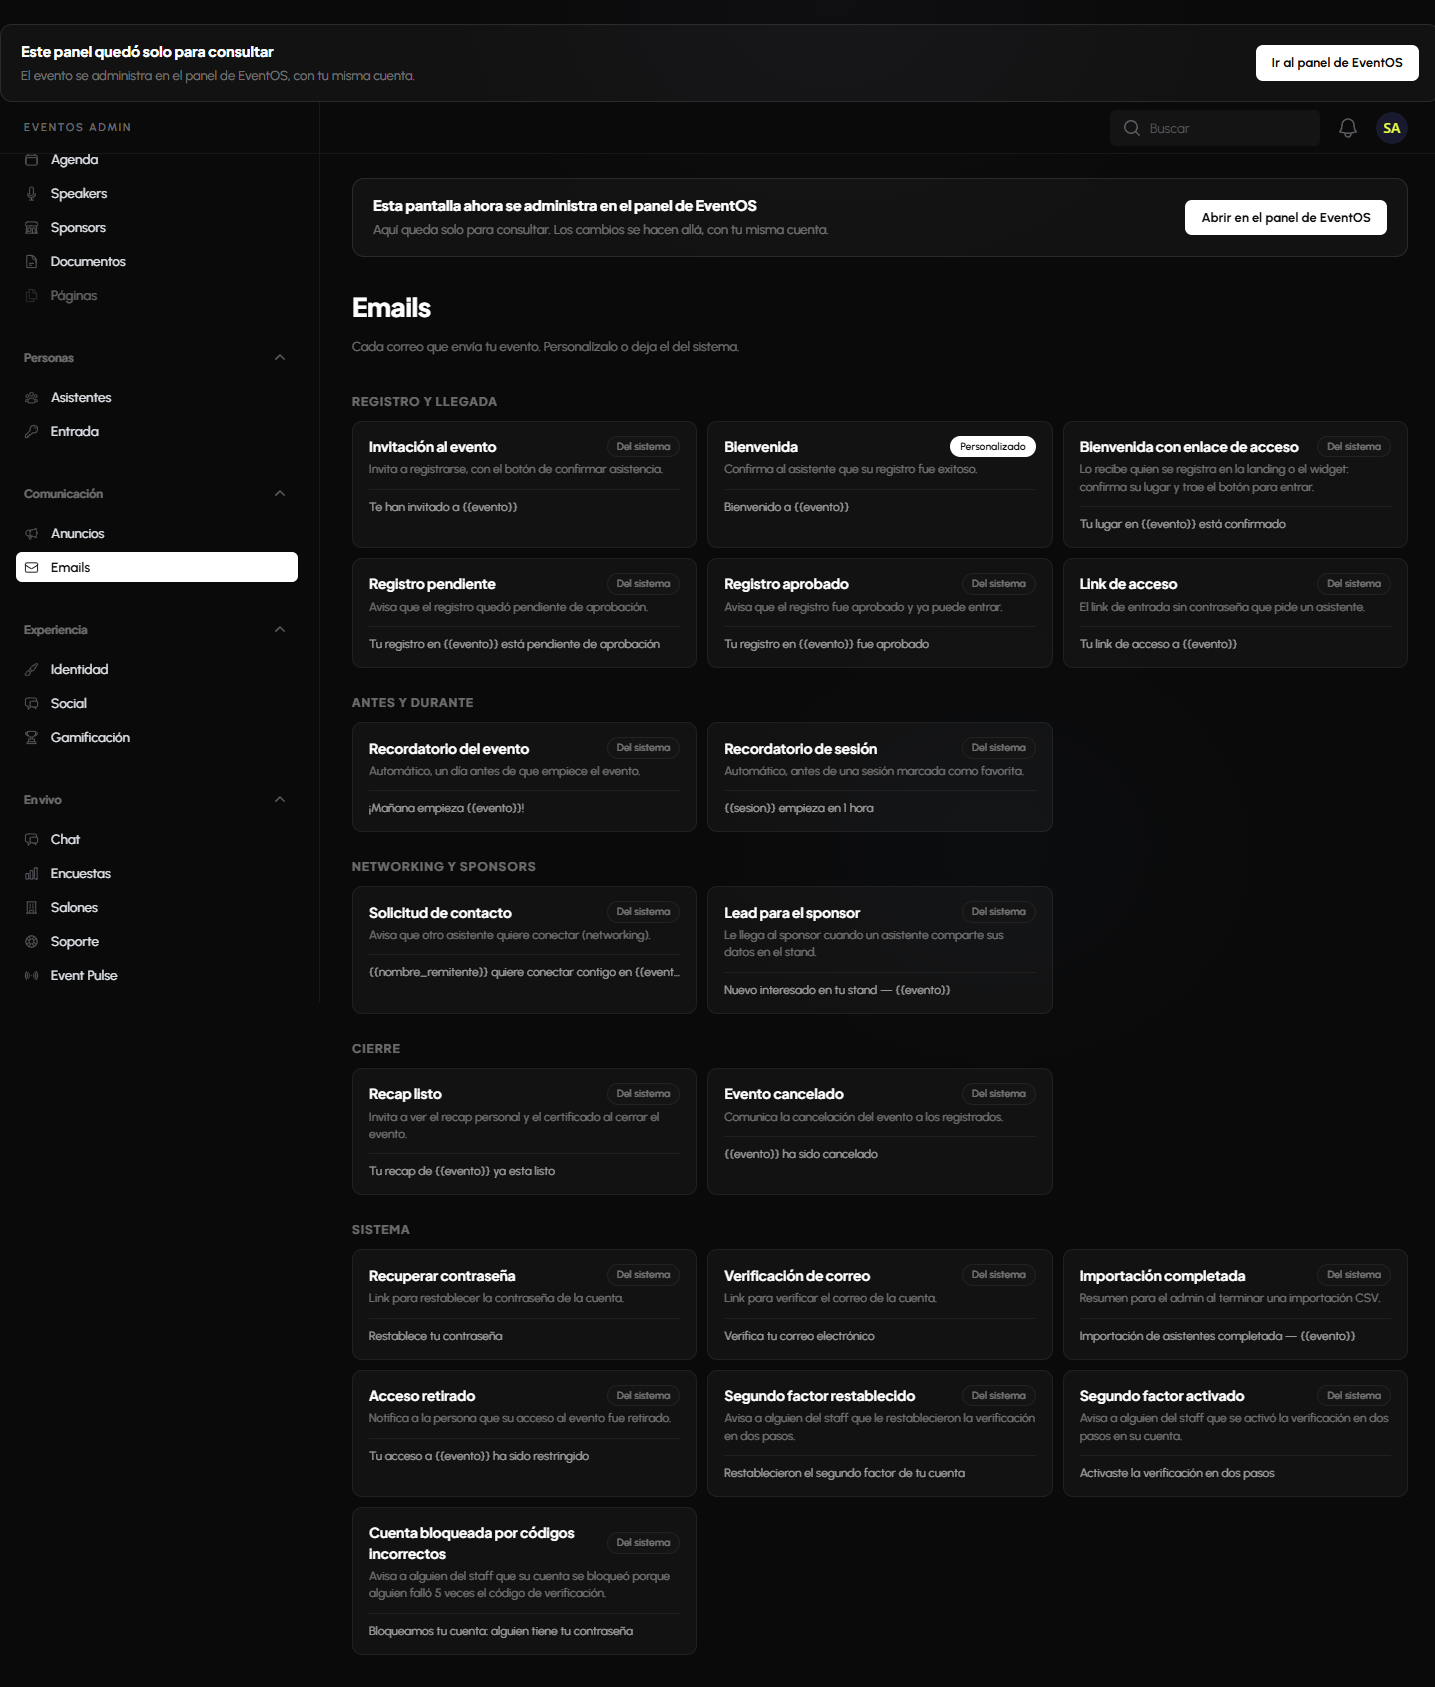 Este panel quedó solo para consultar
El evento se administra en el panel de EventOS, con tu misma cuenta.
Ir al panel de EventOS
EVENTOS ADMIN
Buscar
SA
Agenda
Speakers
Sponsors
Documentos
Páginas
Personas
Asistentes
Entrada
Comunicación
Anuncios
Emails
Experiencia
Identidad
Social
Gamificación
En vivo
Chat
Encuestas
Salones
Soporte
Event Pulse
Esta pantalla ahora se administra en el panel de EventOS
Aquí queda solo para consultar. Los cambios se hacen allá, con tu misma cuenta.
Abrir en el panel de EventOS
Emails
Cada correo que envía tu evento. Personalízalo o deja el del sistema.
REGISTRO Y LLEGADA
Invitación al evento
Del sistema
Invita a registrarse, con el botón de confirmar asistencia.
Te han invitado a {{evento}}
Bienvenida
Personalizado
Confirma al asistente que su registro fue exitoso.
Bienvenido a {{evento}}
Bienvenida con enlace de acceso
Del sistema
Lo recibe quien se registra en la landing o el widget:
confirma su lugar y trae el botón para entrar.
Tu lugar en {{evento}} está confirmado
Registro pendiente
Del sistema
Avisa que el registro quedó pendiente de aprobación.
Tu registro en {{evento}} está pendiente de aprobación
Registro aprobado
Del sistema
Avisa que el registro fue aprobado y ya puede entrar.
Tu registro en {{evento}} fue aprobado
Link de acceso
Del sistema
El link de entrada sin contraseña que pide un asistente.
Tu link de acceso a {{evento}}
ANTES Y DURANTE
Recordatorio del evento
Del sistema
Automático, un día antes de que empiece el evento.
¡Mañana empieza {{evento}}!
Recordatorio de sesión
Del sistema
Automático, antes de una sesión marcada como favorita.
{{sesion}} empieza en 1 hora
NETWORKING Y SPONSORS
Solicitud de contacto
Del sistema
Avisa que otro asistente quiere conectar (networking).
{{nombre_remitente}} quiere conectar contigo en {{event...
Lead para el sponsor
Del sistema
Le llega al sponsor cuando un asistente comparte sus
datos en el stand.
Nuevo interesado en tu stand — {{evento}}
CIERRE
Recap listo
Del sistema
Invita a ver el recap personal y el certificado al cerrar el
evento.
Tu recap de {{evento}} ya esta listo
Evento cancelado
Del sistema
Comunica la cancelación del evento a los registrados.
{{evento}} ha sido cancelado
SISTEMA
Recuperar contraseña
Del sistema
Link para restablecer la contraseña de la cuenta.
Restablece tu contraseña
Verificación de correo
Del sistema
Link para verificar el correo de la cuenta.
Verifica tu correo electrónico
Importación completada
Del sistema
Resumen para el admin al terminar una importación CSV.
Importación de asistentes completada — {{evento}}
Acceso retirado
Del sistema
Notifica a la persona que su acceso al evento fue retirado.
Tu acceso a {{evento}} ha sido restringido
Segundo factor restablecido
Del sistema
Avisa a alguien del staff que le restablecieron la verificación
en dos pasos.
Restablecieron el segundo factor de tu cuenta
Segundo factor activado
Del sistema
Avisa a alguien del staff que se activó la verificación en dos
pasos en su cuenta.
Activaste la verificación en dos pasos
Cuenta bloqueada por códigos
incorrectos
Del sistema
Avisa a alguien del staff que su cuenta se bloqueó porque
alguien falló 5 veces el código de verificación.
Bloqueamos tu cuenta: alguien tiene tu contraseña